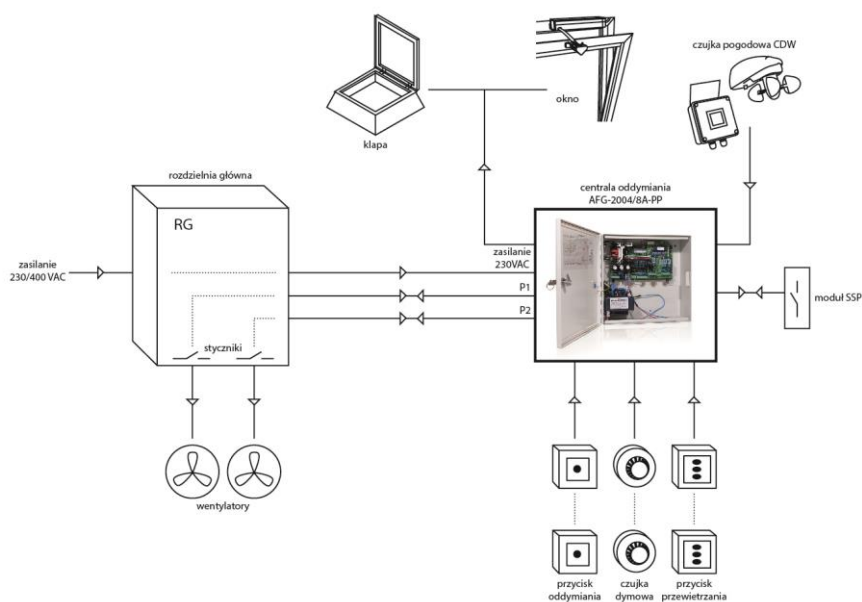 czujka pogodowa CDW
okno
klapa
rozdzielnia główna
centrala oddymiania
AFG-2004/8A-PP
RG
zasilanie
230/400 VAC
zasilanie
230VAC
P1
P2
moduł SSP
styczniki
wentylatory
przycisk
oddymiania
czujka
dymowa
przycisk
przewietrzania